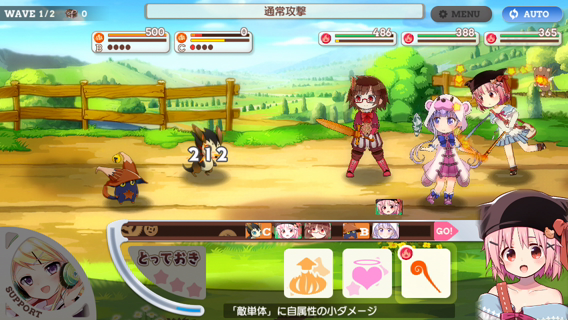 WAVE 1/2 0
通常攻撃
MENU
AUTO
500
B
0
C
486
388
365
212
C
B
GO!
SUPPORT
とっておき
「敵単体」に自属性の小ダメージ